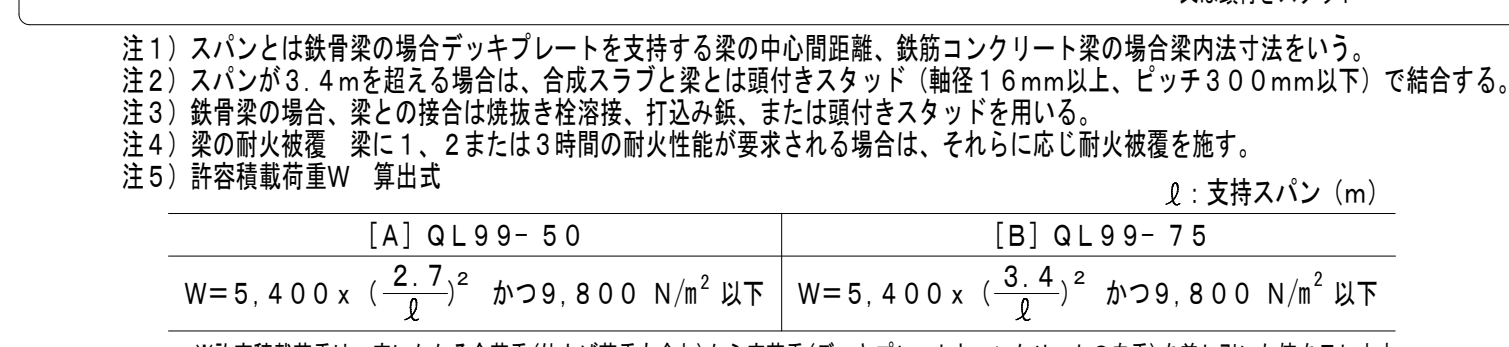 注１）スパンとは鉄骨梁の場合デッキプレートを支持する梁の中心間距離、鉄筋コンクリート梁の場合梁内法寸法をいう。
注２）スパンが３．４ｍを超える場合は、合成スラブと梁とは頭付きスタッド（軸径１６mm以上、ピッチ３００mm以下）で結合する。
注３）鉄骨梁の場合、梁との接合は焼抜き栓溶接、打込み鋲、または頭付きスタッドを用いる。
注４）梁の耐火被覆　梁に１、２または３時間の耐火性能が要求される場合は、それらに応じ耐火被覆を施す。
注５）許容積載荷重Ｗ　算出式
ℓ：支持スパン（ｍ）
［Ａ］ＱＬ９９－５０　［Ｂ］ＱＬ９９－７５
Ｗ＝５，４００ｘ（２．７/ℓ）² かつ９，８００ Ｎ/㎡ 以下　Ｗ＝５，４００ｘ（３．４/ℓ）² かつ９，８００ Ｎ/㎡ 以下